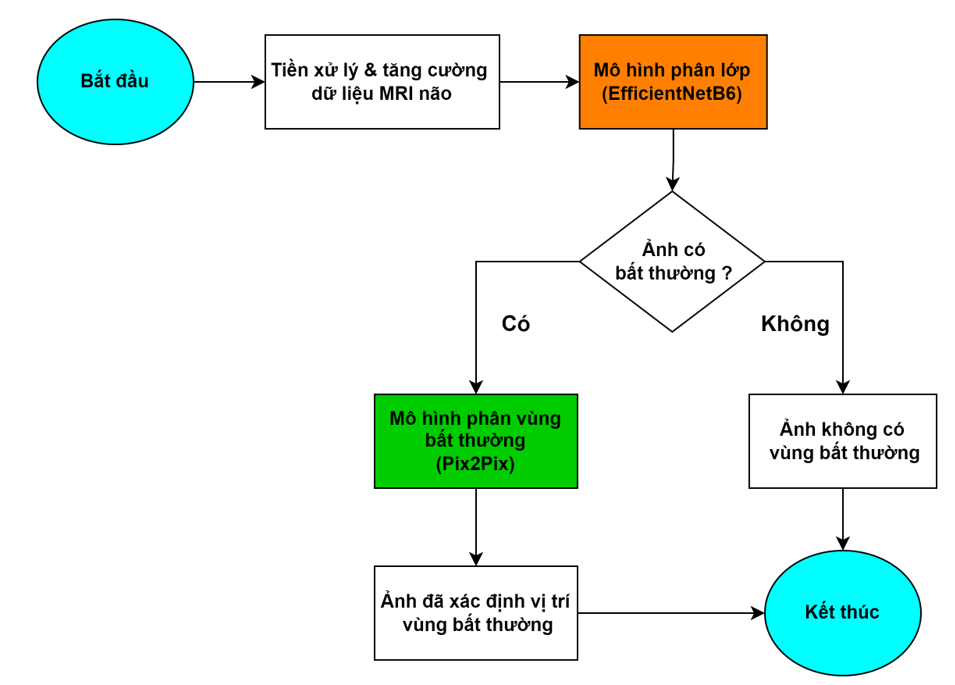 Bắt đầu
Tiền xử lý & tăng cường
dữ liệu MRI não
Mô hình phân lớp
(EfficientNetB6)
Ảnh có
bất thường ?
Có
Không
Mô hình phân vùng
bất thường
(Pix2Pix)
Ảnh không có
vùng bất thường
Ảnh đã xác định vị trí
vùng bất thường
Kết thúc